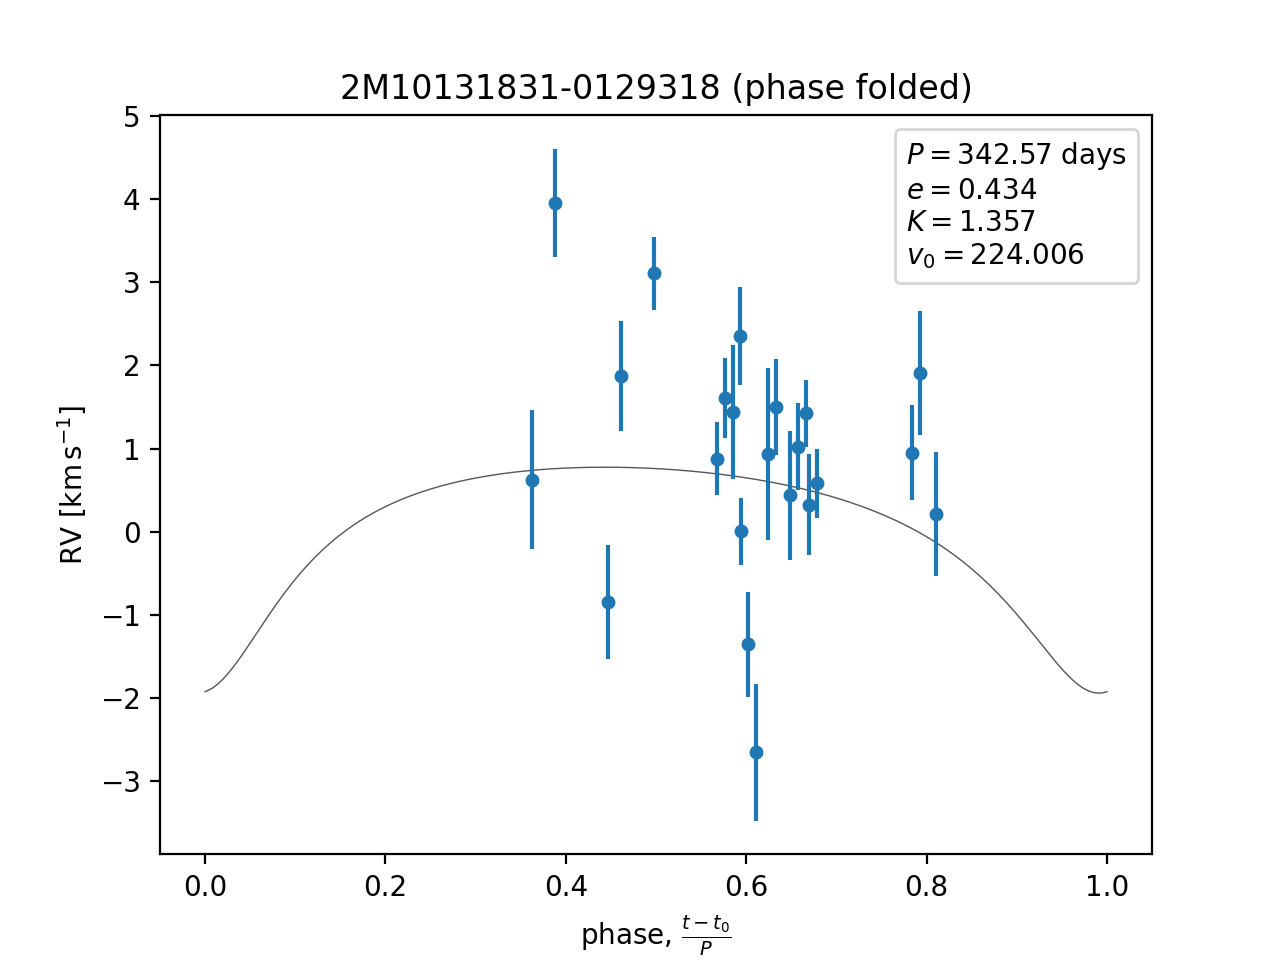 2M10131831-0129318 (phase folded)
P = 342.57 days
e = 0.434
K = 1.357
v₀ = 224.006
5
4
3
2
1
0
−1
−2
−3
RV [km s⁻¹]
0.0 0.2 0.4 0.6 0.8 1.0
phase, (t − t₀)/P